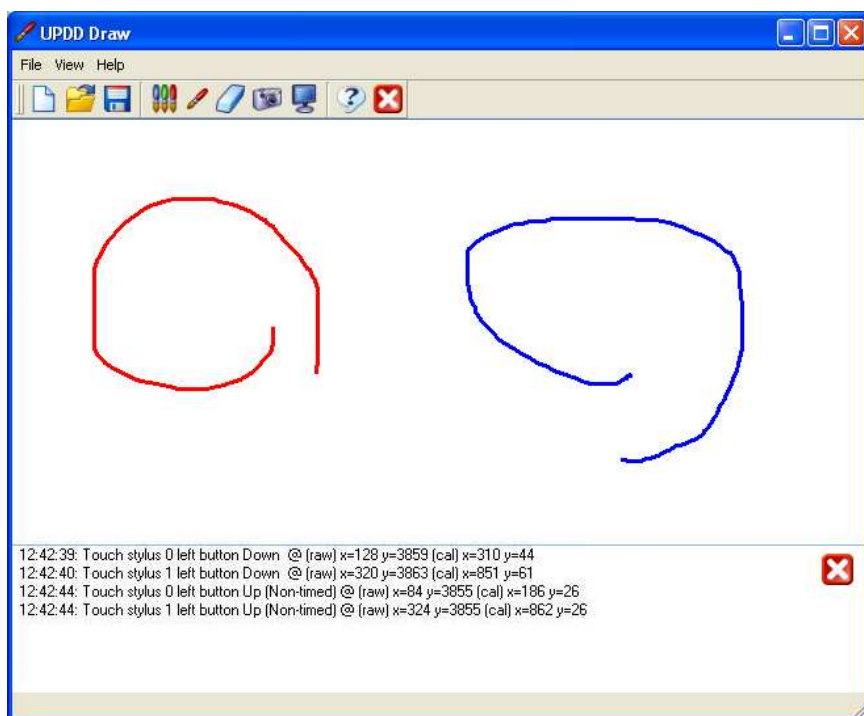 UPDD Draw
File View Help
12:42:39: Touch stylus 0 left button Down @ (raw) x=128 y=3859 (cal) x=310 y=44
12:42:40: Touch stylus 1 left button Down @ (raw) x=320 y=3863 (cal) x=851 y=61
12:42:44: Touch stylus 0 left button Up (Non-timed) @ (raw) x=84 y=3855 (cal) x=186 y=26
12:42:44: Touch stylus 1 left button Up (Non-timed) @ (raw) x=324 y=3855 (cal) x=862 y=26